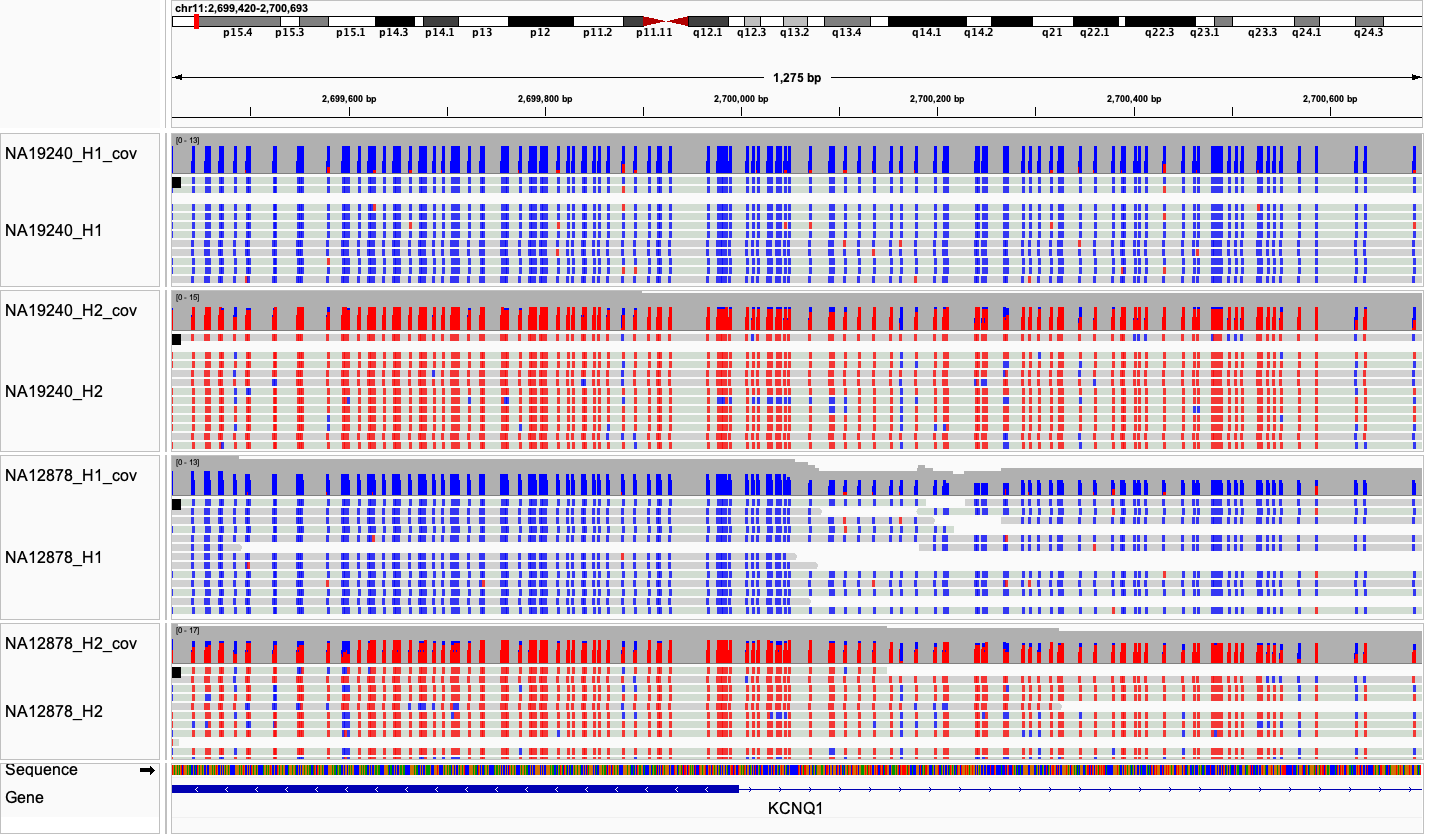 chr11:2,699,420-2,700,693
p15.4 p15.3 p15.1 p14.3 p14.1 p13 p12 p11.2 p11.11 q12.1 q12.3 q13.2 q13.4 q14.1 q14.2 q21 q22.1 q22.3 q23.1 q23.3 q24.1 q24.3
1,275 bp
2,699,600 bp 2,699,800 bp 2,700,000 bp 2,700,200 bp 2,700,400 bp 2,700,600 bp
[0 - 13]
NA19240_H1_cov
NA19240_H1
[0 - 15]
NA19240_H2_cov
NA19240_H2
[0 - 13]
NA12878_H1_cov
NA12878_H1
[0 - 17]
NA12878_H2_cov
NA12878_H2
Sequence
Gene
KCNQ1